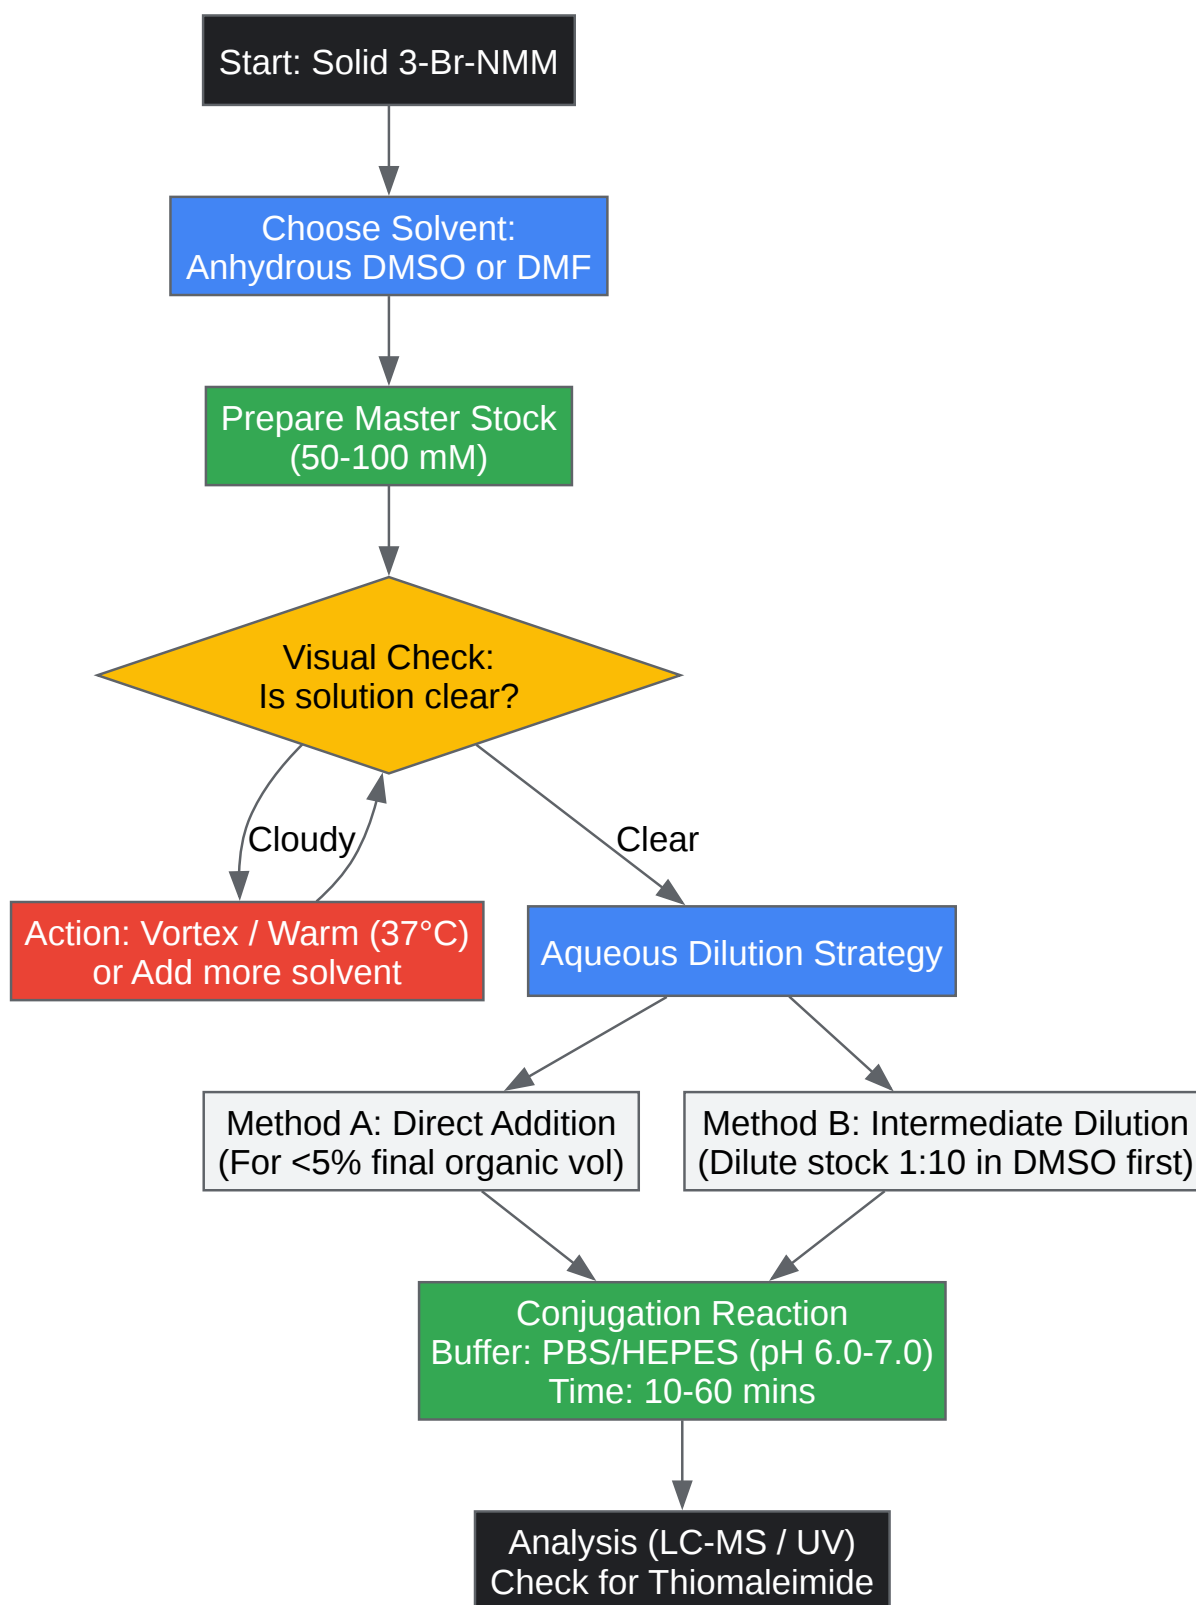 Start: Solid 3-Br-NMM
Choose Solvent:
Anhydrous DMSO or DMF
Prepare Master Stock
(50-100 mM)
Visual Check:
Is solution clear?
Cloudy
Clear
Action: Vortex / Warm (37°C)
or Add more solvent
Aqueous Dilution Strategy
Method A: Direct Addition
(For <5% final organic vol)
Method B: Intermediate Dilution
(Dilute stock 1:10 in DMSO first)
Conjugation Reaction
Buffer: PBS/HEPES (pH 6.0-7.0)
Time: 10-60 mins
Analysis (LC-MS / UV)
Check for Thiomaleimide